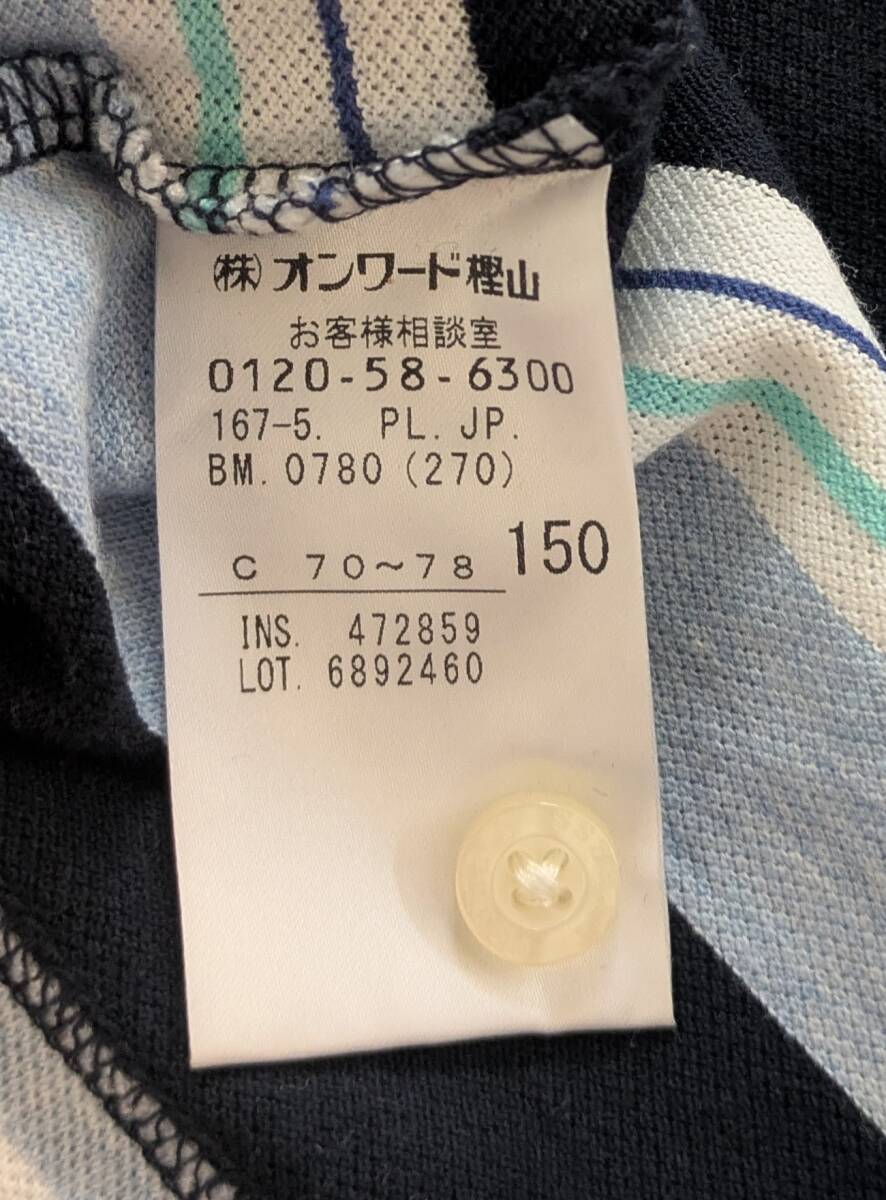 ㈱オンワード樫山
お客様相談室
0120-58-6300
167-5. PL. JP.
BM. 0780 (270)
C 70～78 150
INS. 472859
LOT. 6892460